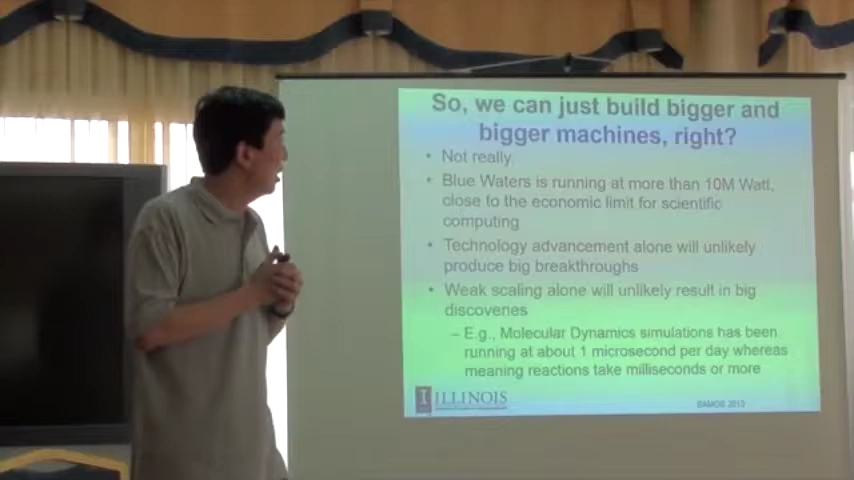 So, we can just build bigger and
bigger machines, right?
• Not really
• Blue Waters is running at more than 10M Watt,
close to the economic limit for scientific
computing
• Technology advancement alone will unlikely
produce big breakthroughs
• Weak scaling alone will unlikely result in big
discoveries
– E.g., Molecular Dynamics simulations has been
running at about 1 microsecond per day whereas
meaning reactions take milliseconds or more
I ILLINOIS
SAMOS 2013